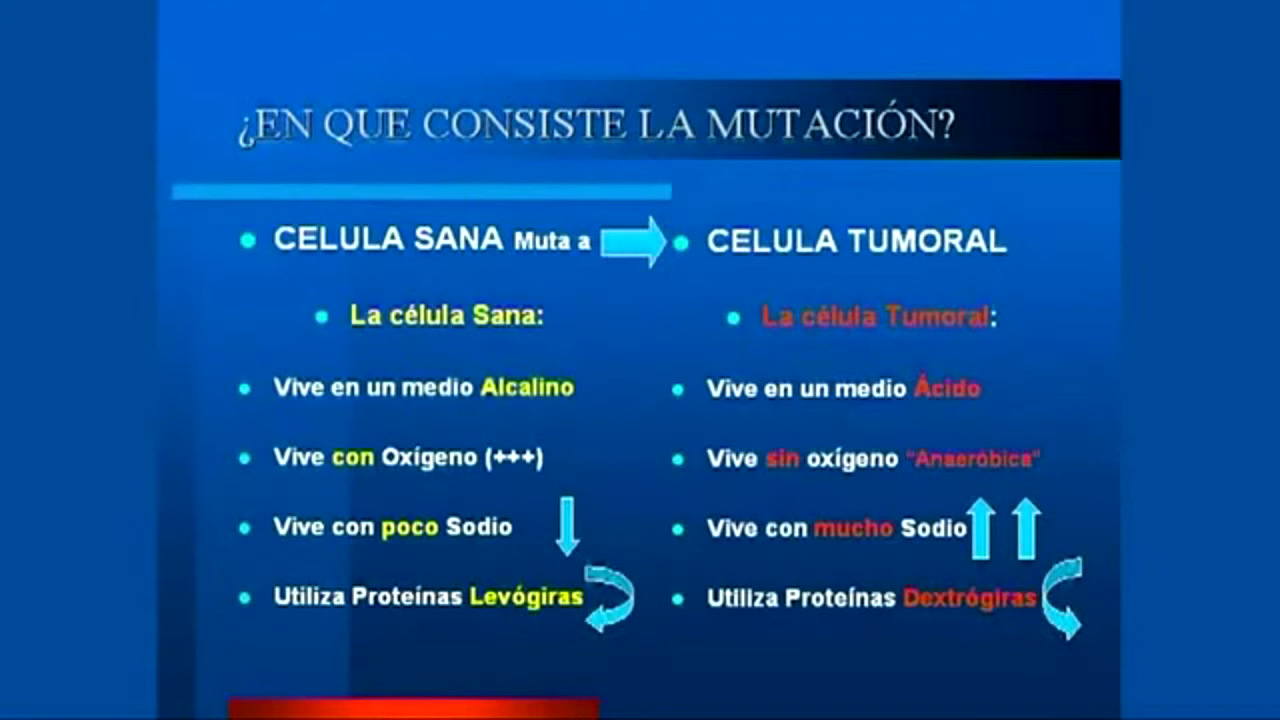 ¿EN QUE CONSISTE LA MUTACIÓN?
CELULA SANA Muta a
La célula Sana:
Vive en un medio Alcalino
Vive con Oxígeno (+++)
Vive con poco Sodio
Utiliza Proteínas Levógiras
CELULA TUMORAL
La célula Tumoral:
Vive en un medio Ácido
Vive sin oxígeno "Anaeróbica"
Vive con mucho Sodio
Utiliza Proteínas Dextrógiras